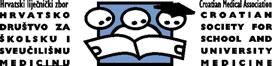 Hrvatski liječnički zbor
HRVATSKO
DRUŠTVO ZA
ŠKOLSKU I
SVEUČILIŠNU
MEDICINU
Croatian Medical Association
CROATIAN
SOCIETY FOR
SCHOOL AND
UNIVERSITY
MEDICINE